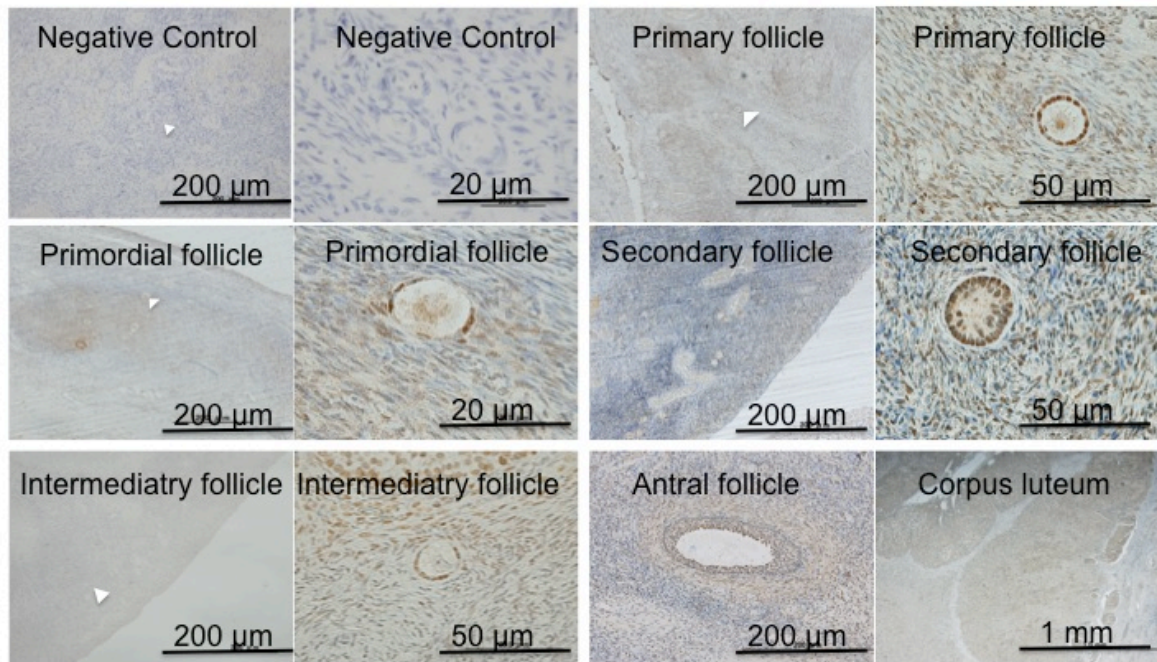 Negative Control
200 µm
Negative Control
20 µm
Primary follicle
200 µm
Primary follicle
50 µm
Primordial follicle
200 µm
Primordial follicle
20 µm
Secondary follicle
200 µm
Secondary follicle
50 µm
Intermediatry follicle
200 µm
Intermediatry follicle
50 µm
Antral follicle
200 µm
Corpus luteum
1 mm